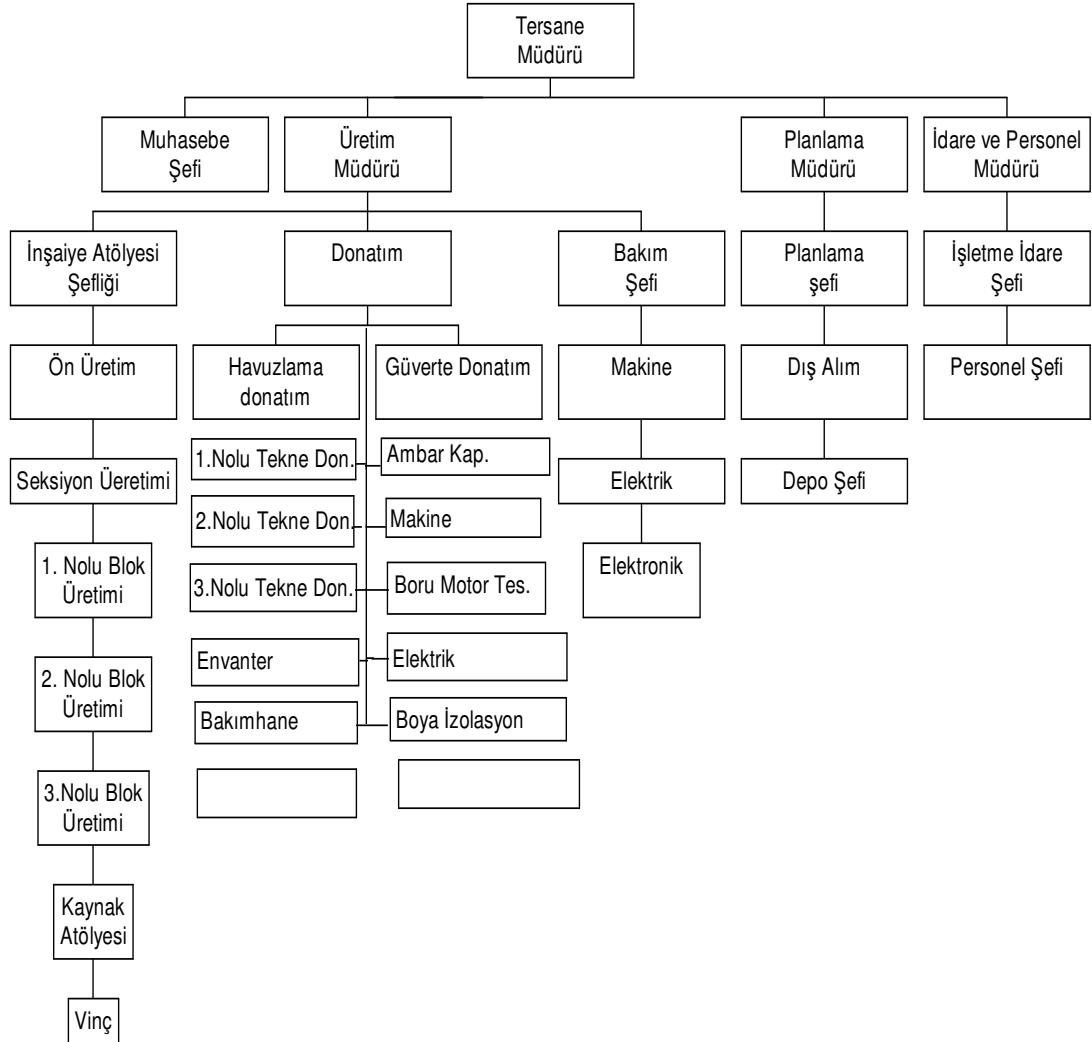 Tersane
Müdürü
Muhasebe
Şefi
Üretim
Müdürü
Planlama
Müdürü
İdare ve Personel
Müdürü
İnşaiye Atölyesi
Şefliği
Donatım
Bakım
Şefi
Planlama
şefi
İşletme İdare
Şefi
Ön Üretim
Havuzlama
donatım
Güverte Donatım
Makine
Dış Alım
Personel Şefi
Seksiyon Üeretimi
1.Nolu Tekne Don.
Ambar Kap.
Elektrik
Depo Şefi
2.Nolu Tekne Don.
Makine
1. Nolu Blok
Üretimi
3.Nolu Tekne Don.
Boru Motor Tes.
Elektronik
2. Nolu Blok
Üretimi
Envanter
Elektrik
Bakımhane
Boya İzolasyon
3.Nolu Blok
Üretimi
Kaynak
Atölyesi
Vinç